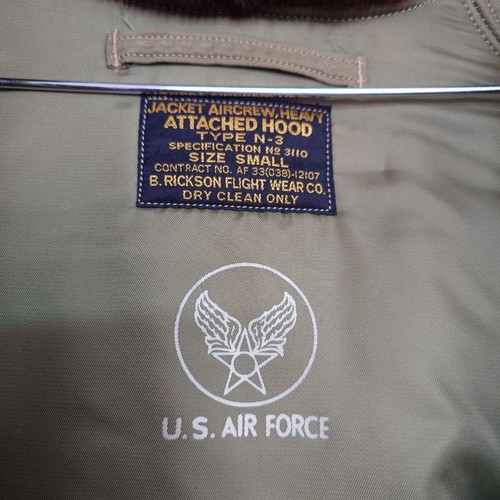 JACKET AIRCREW, HEAVY
ATTACHED HOOD
TYPE N-3
SPECIFICATION Nº 3110
SIZE SMALL
CONTRACT NO. AF 33(038)-12107
B. RICKSON FLIGHT WEAR CO.
DRY CLEAN ONLY
U.S. AIR FORCE